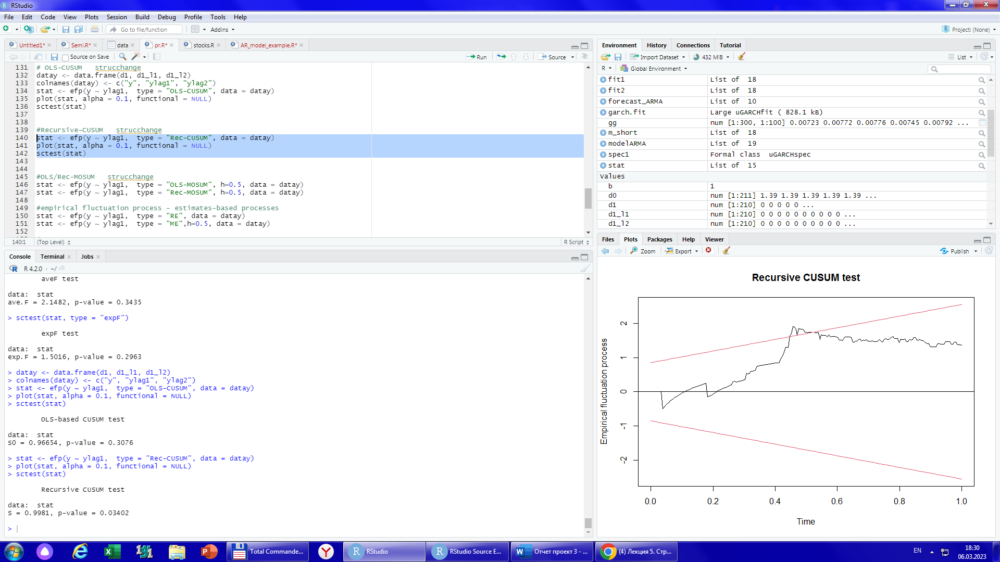 RStudio
File Edit Code View Plots Session Build Debug Profile Tools Help
Go to file/function Addins Project: (None)
Untitled1* Semi.R* data pr.R* stocks.R AR_model_example.R*
Source on Save Run Source
131 # OLS-CUSUM   strucchange
132 datay <- data.frame(d1, d1_l1, d1_l2)
133 colnames(datay) <- c("y", "ylag1", "ylag2")
134 stat <- efp(y ~ ylag1,  type = "OLS-CUSUM", data = datay)
135 plot(stat, alpha = 0.1, functional = NULL)
136 sctest(stat)
137
138
139 #Recursive-CUSUM   strucchange
140 stat <- efp(y ~ ylag1,  type = "Rec-CUSUM", data = datay)
141 plot(stat, alpha = 0.1, functional = NULL)
142 sctest(stat)
143
144
145 #OLS/Rec-MOSUM   strucchange
146 stat <- efp(y ~ ylag1,  type = "OLS-MOSUM", h=0.5, data = datay)
147 stat <- efp(y ~ ylag1,  type = "Rec-MOSUM", h=0.5, data = datay)
148
149 #empirical fluctuation process - estimates-based processes
150 stat <- efp(y ~ ylag1,  type = "RE", data = datay)
151 stat <- efp(y ~ ylag1,  type = "ME",h=0.5, data = datay)
152
140:1 (Top Level) R Script
Console Terminal Jobs
R 4.2.0 · ~/
aveF test
data:  stat
ave.F = 2.1482, p-value = 0.3435
> sctest(stat, type = "expF")
expF test
data:  stat
exp.F = 1.5016, p-value = 0.2963
> datay <- data.frame(d1, d1_l1, d1_l2)
> colnames(datay) <- c("y", "ylag1", "ylag2")
> stat <- efp(y ~ ylag1,  type = "OLS-CUSUM", data = datay)
> plot(stat, alpha = 0.1, functional = NULL)
> sctest(stat)
OLS-based CUSUM test
data:  stat
S0 = 0.96654, p-value = 0.3076
> stat <- efp(y ~ ylag1,  type = "Rec-CUSUM", data = datay)
> plot(stat, alpha = 0.1, functional = NULL)
> sctest(stat)
Recursive CUSUM test
data:  stat
S = 0.9981, p-value = 0.03402
>
Environment History Connections Tutorial
Import Dataset 432 MiB List
R Global Environment
fit1 List of  18
fit2 List of  18
forecast_ARMA List of  10
garch.fit Large uGARCHfit ( 828.1 kB)
gg num [1:300, 1:100] 0.00723 0.00772 0.00776 0.00745 0.00792 ...
m_short List of  18
modelARMA List of  19
spec1 Formal class  uGARCHspec
stat List of  15
Values
b 1
d0 num [1:211] 1.39 1.39 1.39 1.39 1.39 ...
d1 num [1:210] 0 0 0 0 0 ...
d1_l1 num [1:210] 0 0 0 0 0 0 0 0 0 0 ...
d1_l2 num [1:210] 0 0 0 0 0 0 0 0 0 0 ...
Files Plots Packages Help Viewer
Zoom Export Publish
Recursive CUSUM test
Empirical fluctuation process
2
1
0
-1
-2
0.0 0.2 0.4 0.6 0.8 1.0
Time
Total Commande... RStudio RStudio Source E... Отчет проект 3 - ... (4) Лекция 5. Стр...
EN 18:30
06.03.2023